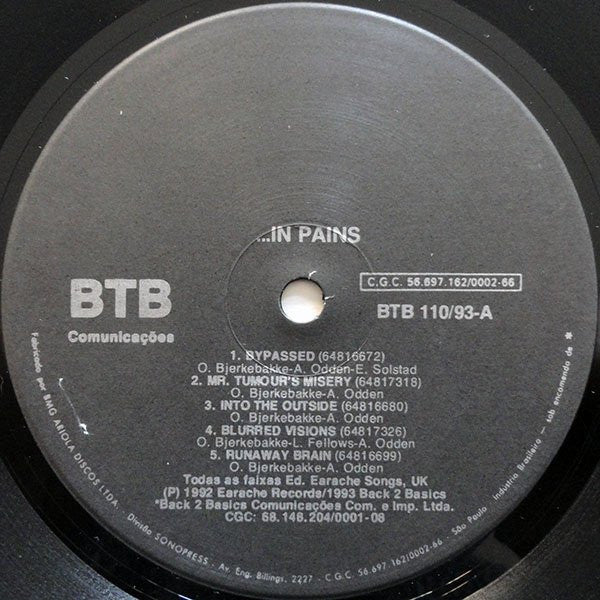 ...IN PAINS
C.G.C. 56.697.162/0002-66
BTB
Comunicações
BTB 110/93-A
1. BYPASSED (64816672)
O. Bjerkebakke-A. Odden-E. Solstad
2. MR. TUMOUR'S MISERY (64817318)
O. Bjerkebakke-A. Odden
3. INTO THE OUTSIDE (64816680)
O. Bjerkebakke-A. Odden
4. BLURRED VISIONS (64817326)
O. Bjerkebakke-L. Fellows-A. Odden
5. RUNAWAY BRAIN (64816699)
O. Bjerkebakke-A. Odden
Todas as faixas Ed. Earache Songs, UK
(P) 1992 Earache Records/1993 Back 2 Basics
*Back 2 Basics Comunicações Com. e Imp. Ltda.
CGC: 68.146.204/0001-08
Fabricado por BMG ARIOLA DISCOS LTDA. - Divisão SONOPRESS - Av. Eng. Billings, 2227 - C.G.C. 56.697.162/0002-66 - São Paulo - Indústria Brasileira - sob encomenda de *